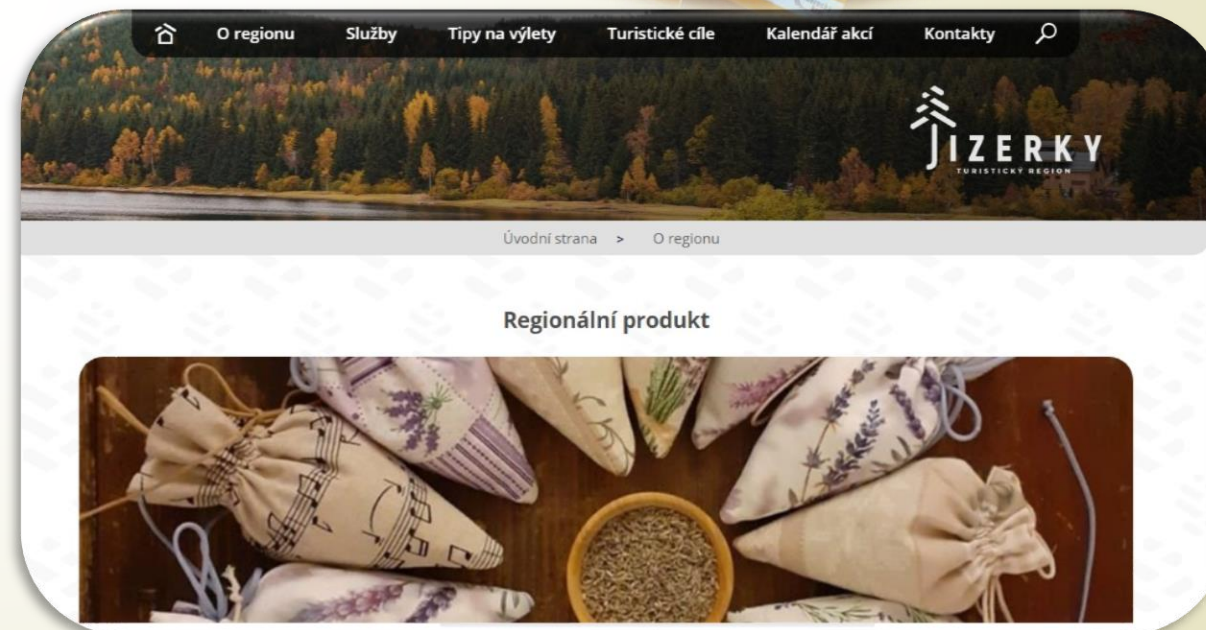 O regionu Služby Tipy na výlety Turistické cíle Kalendář akcí Kontakty
JIZERKY
TURISTICKÝ REGION
Úvodní strana > O regionu
Regionální produkt